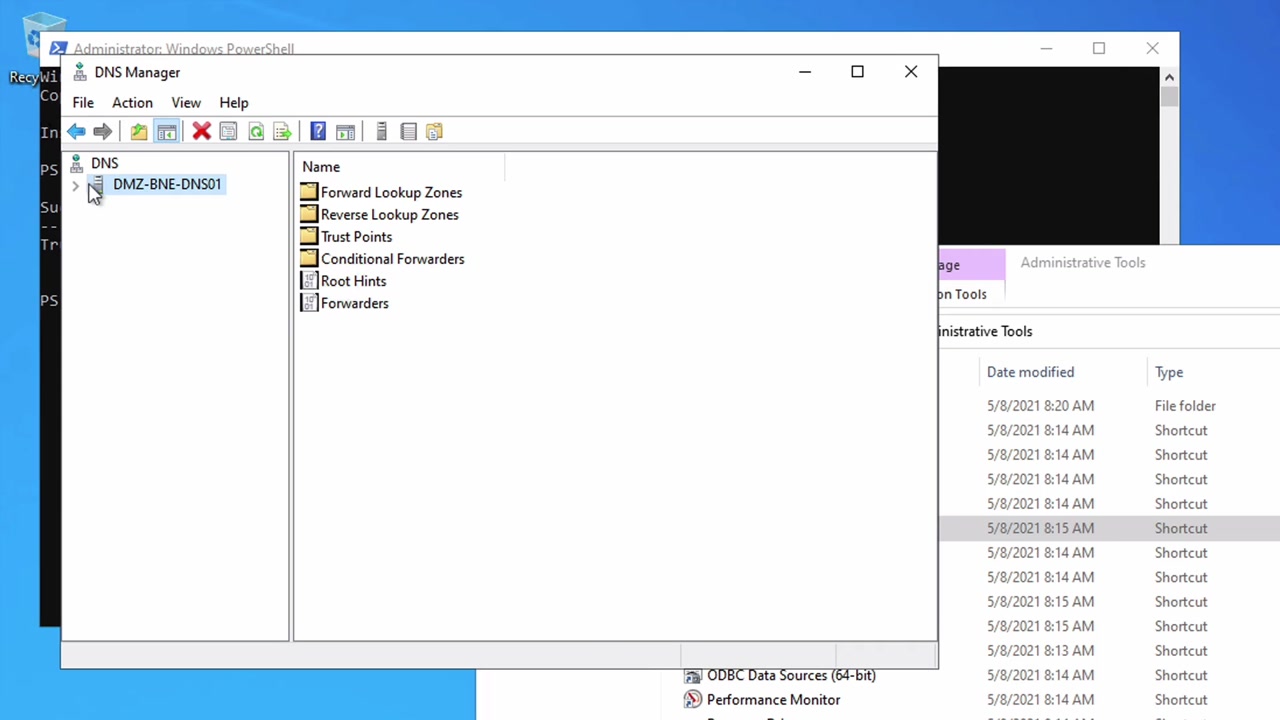 Recy
Administrator: Windows PowerShell
Wi
Co
In
PS
Su
--
Tr
PS
DNS Manager
File Action View Help
DNS
DMZ-BNE-DNS01
Name
Forward Lookup Zones
Reverse Lookup Zones
Trust Points
Conditional Forwarders
Root Hints
Forwarders
age
Administrative Tools
on Tools
inistrative Tools
Date modified Type
5/8/2021 8:20 AM File folder
5/8/2021 8:14 AM Shortcut
5/8/2021 8:14 AM Shortcut
5/8/2021 8:14 AM Shortcut
5/8/2021 8:14 AM Shortcut
5/8/2021 8:15 AM Shortcut
5/8/2021 8:14 AM Shortcut
5/8/2021 8:14 AM Shortcut
5/8/2021 8:15 AM Shortcut
5/8/2021 8:15 AM Shortcut
5/8/2021 8:13 AM Shortcut
ODBC Data Sources (64-bit) 5/8/2021 8:14 AM Shortcut
Performance Monitor 5/8/2021 8:14 AM Shortcut